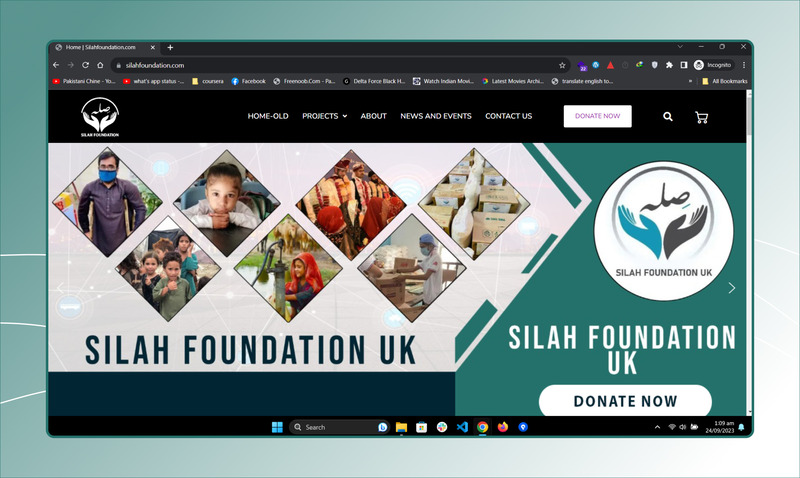 Home | Silahfoundation.com
silahfoundation.com
22
Incognito
Pakistani Chine - Yo...
what's app status -...
coursera
Facebook
Freenoob.Com - Pa...
Delta Force Black H...
Watch Indian Movi...
Latest Movies Archi...
translate english to...
»
All Bookmarks
صله
SILAH FOUNDATION
HOME-OLD
PROJECTS
ABOUT
NEWS AND EVENTS
CONTACT US
DONATE NOW
صِله
SILAH FOUNDATION UK
SILAH FOUNDATION UK
SILAH FOUNDATION
UK
DONATE NOW
Search
1:09 am
24/09/2023